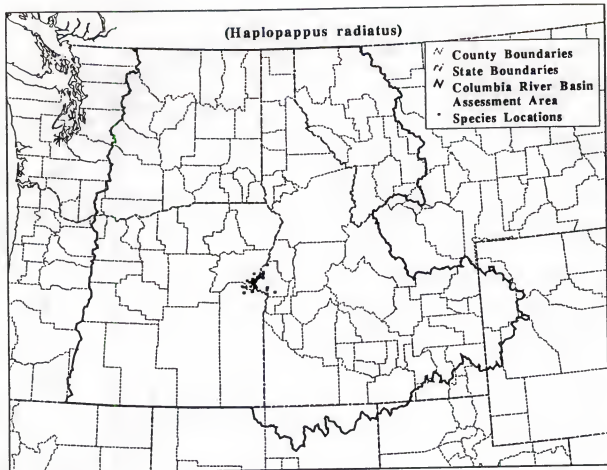 (Haplopappus radiatus)
County Boundaries
State Boundaries
Columbia River Basin
Assessment Area
Species Locations